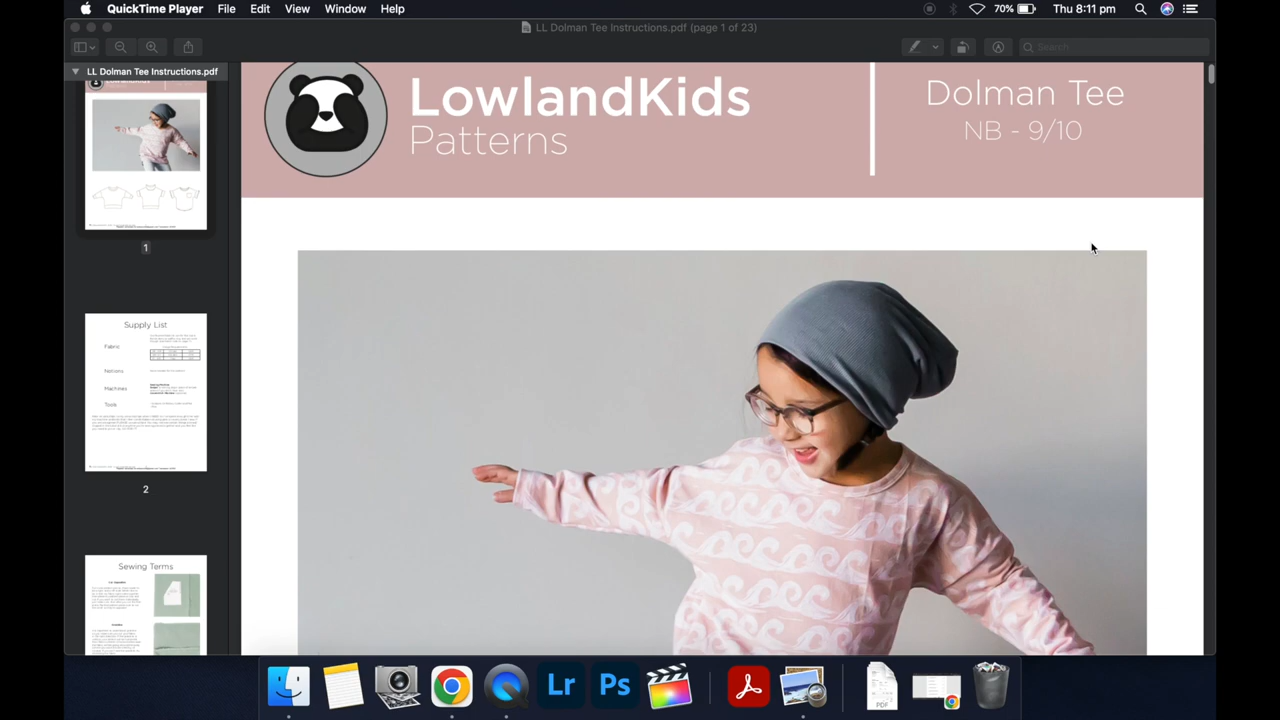 QuickTime Player File Edit View Window Help 70% Thu 8:11 pm
LL Dolman Tee Instructions.pdf (page 1 of 23)
Search
LL Dolman Tee Instructions.pdf
1
Supply List
Fabric
Notions
Machines
Tools
2
Sewing Terms
LowlandKids
Patterns
Dolman Tee
NB - 9/10
Lr Ps
PDF